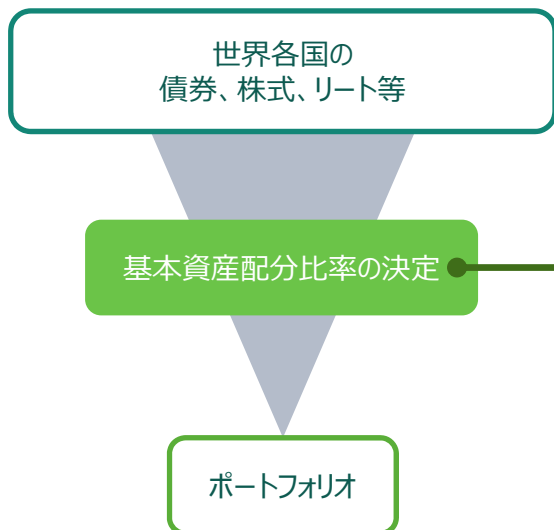 世界各国の
債券、株式、リート等
基本資産配分比率の決定
ポートフォリオ